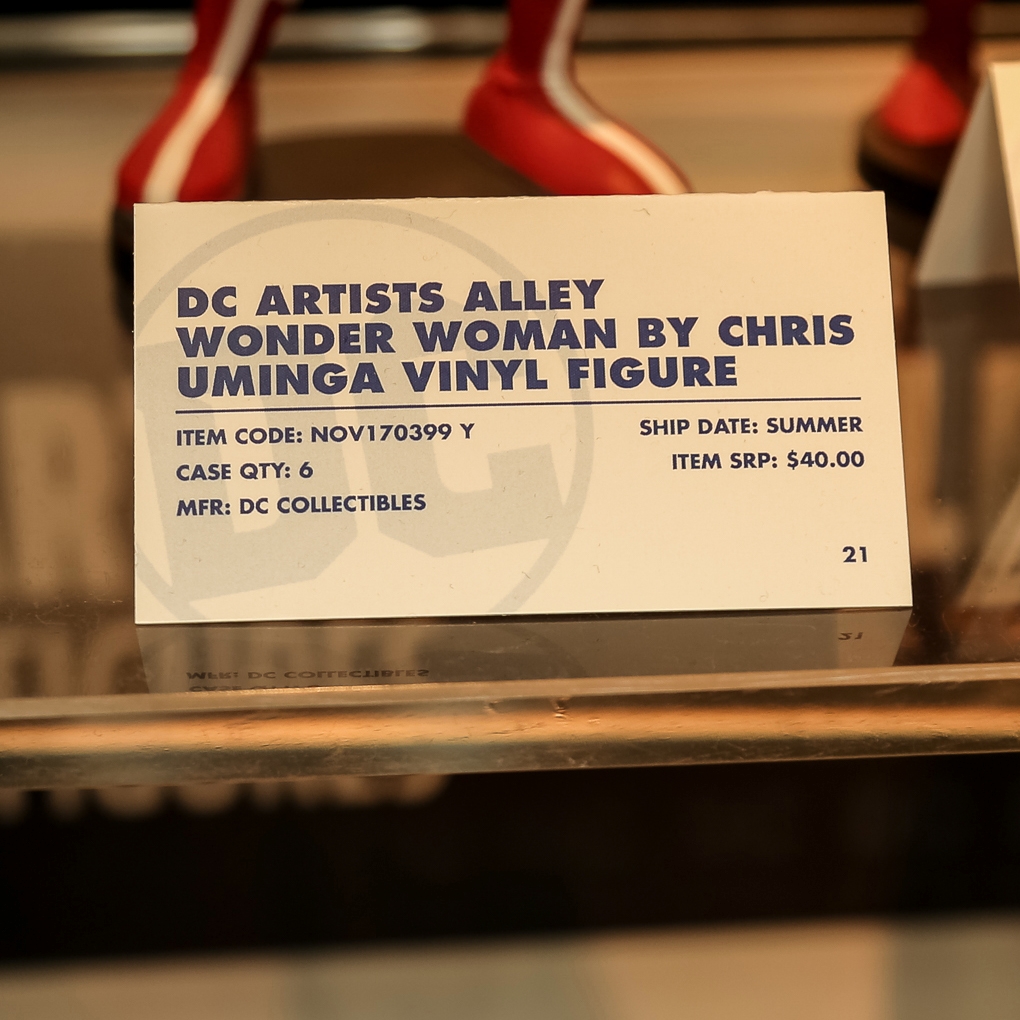 DC ARTISTS ALLEY
WONDER WOMAN BY CHRIS
UMINGA VINYL FIGURE
ITEM CODE: NOV170399 Y
CASE QTY: 6
MFR: DC COLLECTIBLES
SHIP DATE: SUMMER
ITEM SRP: $40.00
21
DC